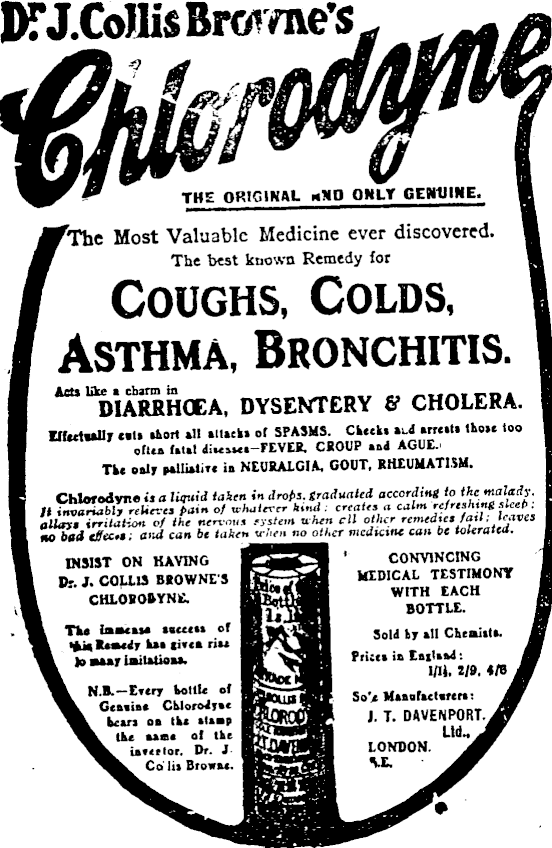 Dr. J. Collis Browne's
Chlorodyne
THE ORIGINAL AND ONLY GENUINE.
The Most Valuable Medicine ever discovered.
The best known Remedy for
COUGHS, COLDS,
ASTHMA, BRONCHITIS.
Acts like a charm in
DIARRHŒA, DYSENTERY & CHOLERA.
Effectually cuts short all attacks of SPASMS. Checks and arrests those too
often fatal diseases—FEVER, CROUP and AGUE.
The only palliative in NEURALGIA, GOUT, RHEUMATISM.
Chlorodyne is a liquid taken in drops, graduated according to the malady.
It invariably relieves pain of whatever kind; creates a calm refreshing sleep;
allays irritation of the nervous system when all other remedies fail; leaves
no bad effects; and can be taken when no other medicine can be tolerated.
INSIST ON HAVING
Dr. J. COLLIS BROWNE'S
CHLORODYNE.
The immense success of
this Remedy has given rise
to many imitations.
N.B.—Every bottle of
Genuine Chlorodyne
bears on the stamp
the name of the
inventor, Dr. J.
Collis Browne.
Price of
Bottle
1s.
TRADE
COLLIS
CHLOROD
J.T. DAVEN
CONVINCING
MEDICAL TESTIMONY
WITH EACH
BOTTLE.
Sold by all Chemists.
Prices in England:
1/1½, 2/9, 4/6
Sole Manufacturers:
J. T. DAVENPORT.
Ltd.,
LONDON.
S.E.